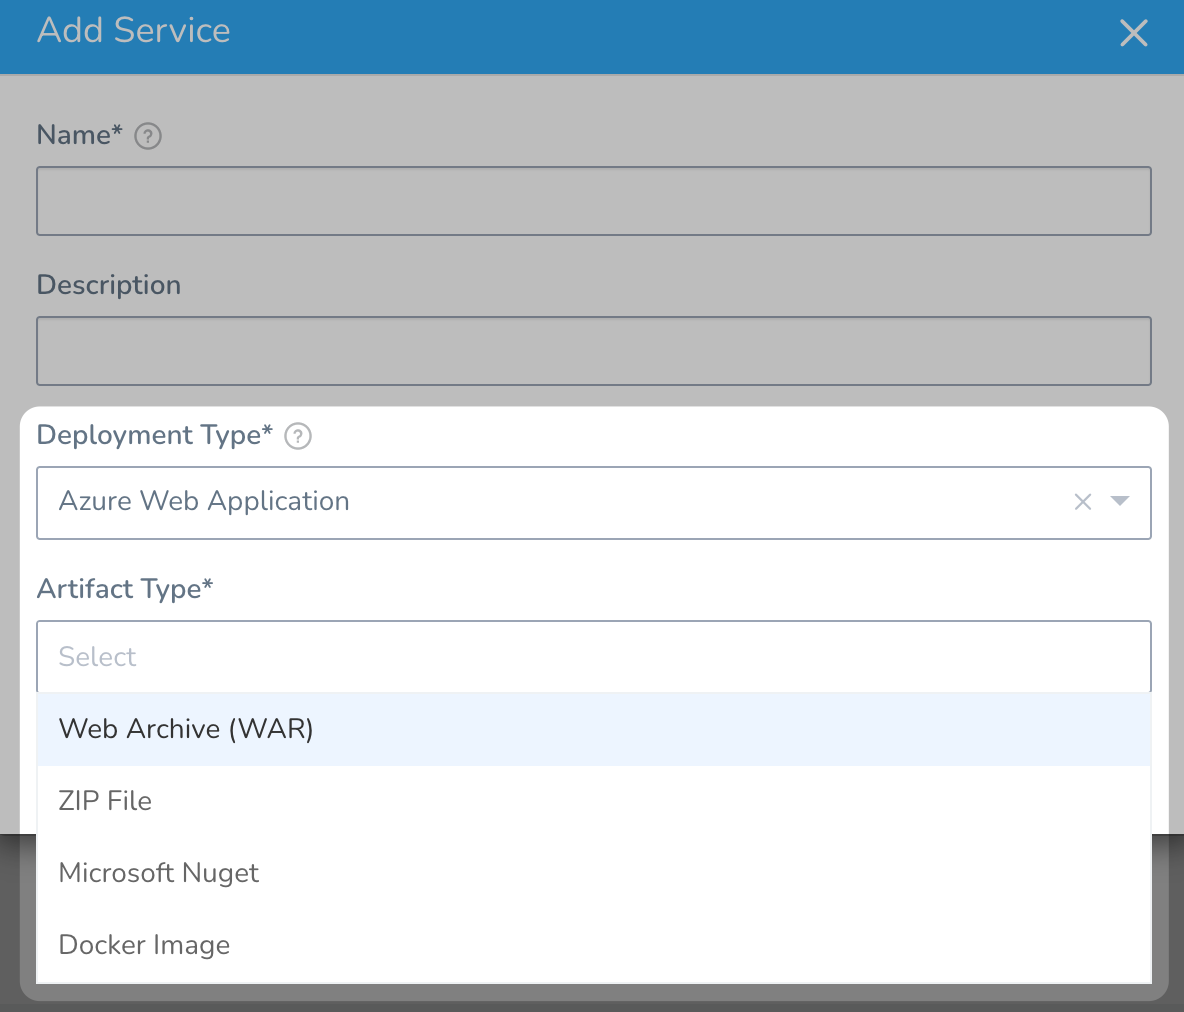 Add Service
Name* ?
Description
Deployment Type* ?
Azure Web Application
Artifact Type*
Select
Web Archive (WAR)
ZIP File
Microsoft Nuget
Docker Image